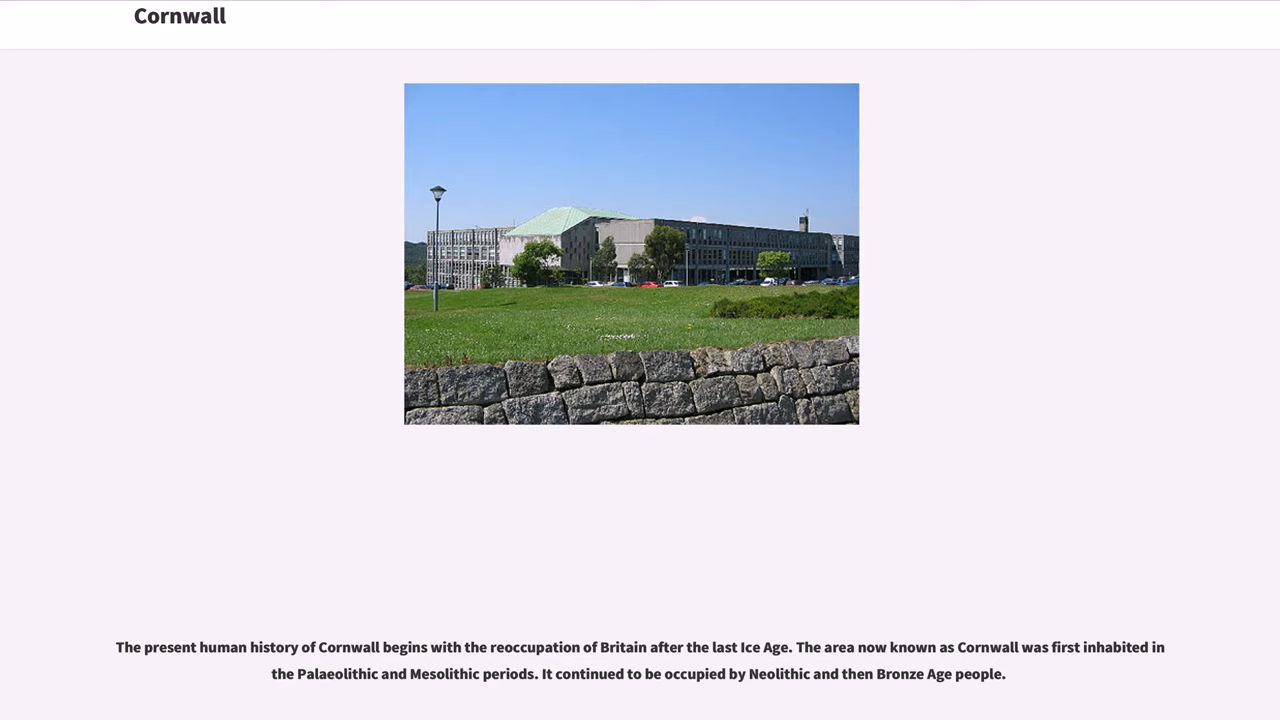 Cornwall
The present human history of Cornwall begins with the reoccupation of Britain after the last Ice Age. The area now known as Cornwall was first inhabited in
the Palaeolithic and Mesolithic periods. It continued to be occupied by Neolithic and then Bronze Age people.